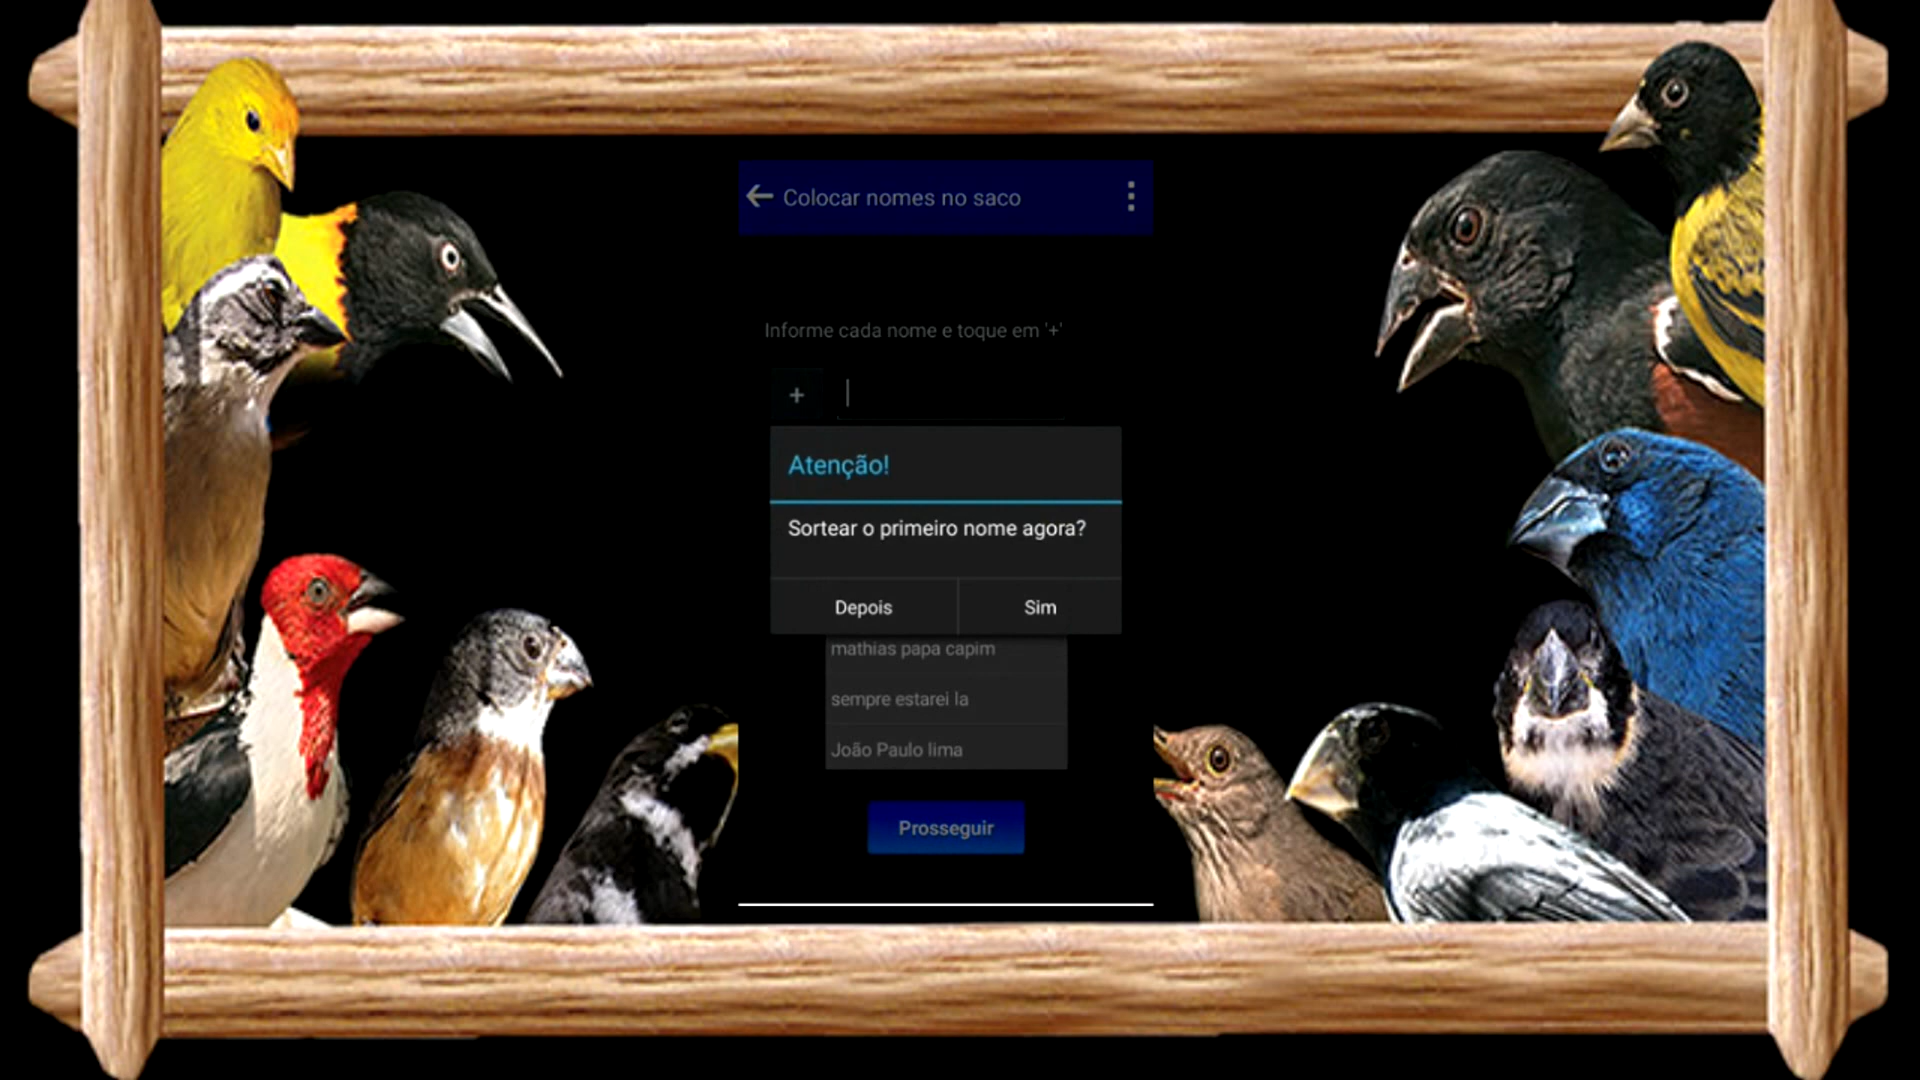 Colocar nomes no saco
Informe cada nome e toque em '+'
+
Atenção!
Sortear o primeiro nome agora?
Depois
Sim
mathias papa capim
sempre estarei la
João Paulo lima
Prosseguir